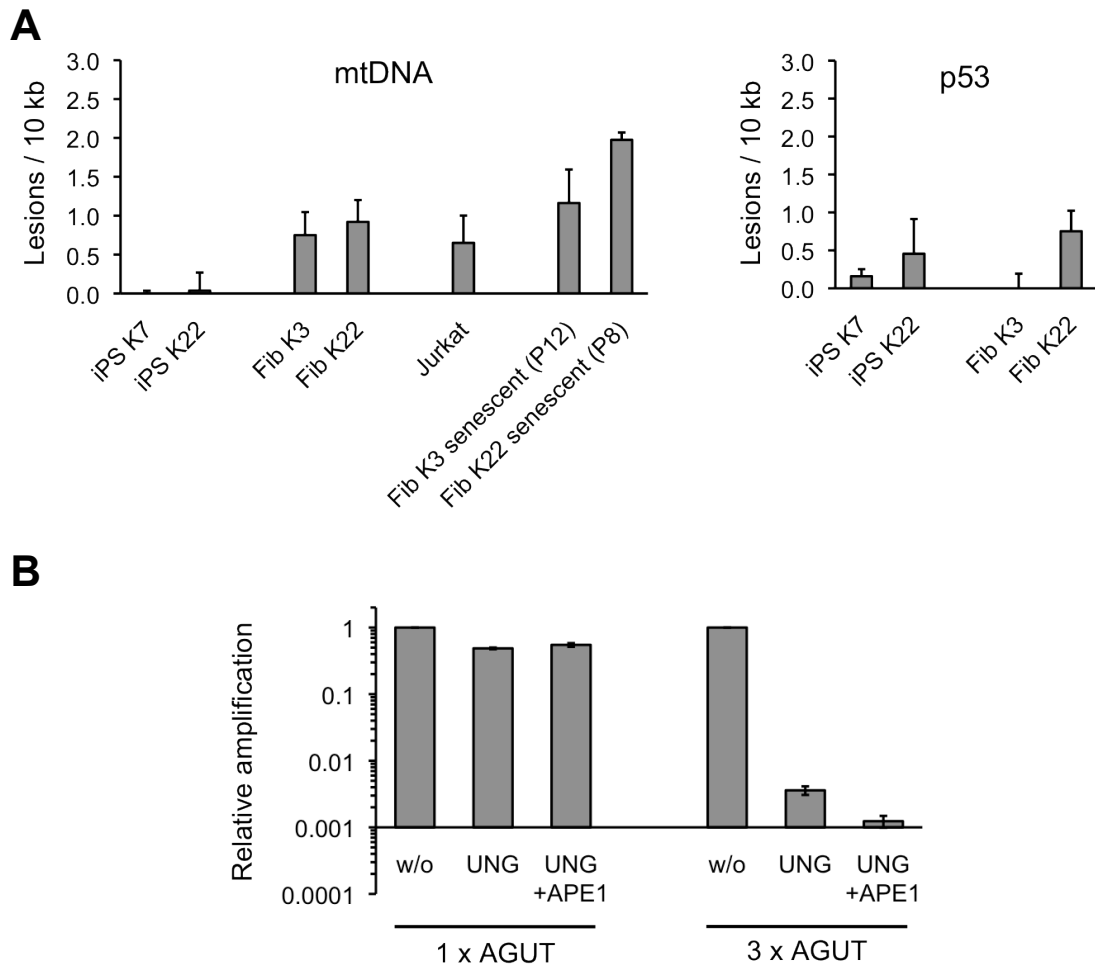 A
mtDNA
Lesions / 10 kb
3.0
2.5
2.0
1.5
1.0
0.5
0.0
iPS K7
iPS K22
Fib K3
Fib K22
Jurkat
Fib K3 senescent (P12)
Fib K22 senescent (P8)
p53
Lesions / 10 kb
3.0
2.5
2.0
1.5
1.0
0.5
0.0
iPS K7
iPS K22
Fib K3
Fib K22
B
Relative amplification
1
0.1
0.01
0.001
0.0001
w/o
UNG
UNG
+APE1
1 x AGUT
w/o
UNG
UNG
+APE1
3 x AGUT